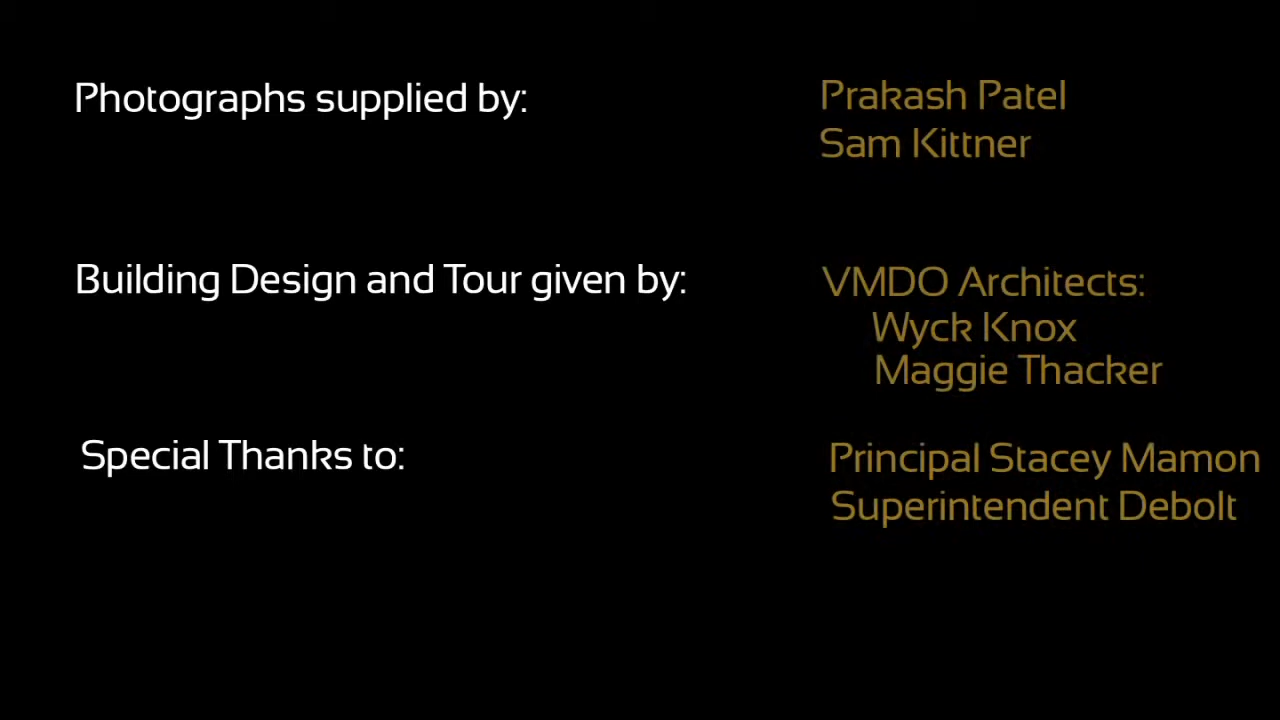 Photographs supplied by:
Prakash Patel
Sam Kittner
Building Design and Tour given by:
VMDO Architects:
Wyck Knox
Maggie Thacker
Special Thanks to:
Principal Stacey Mamon
Superintendent Debolt